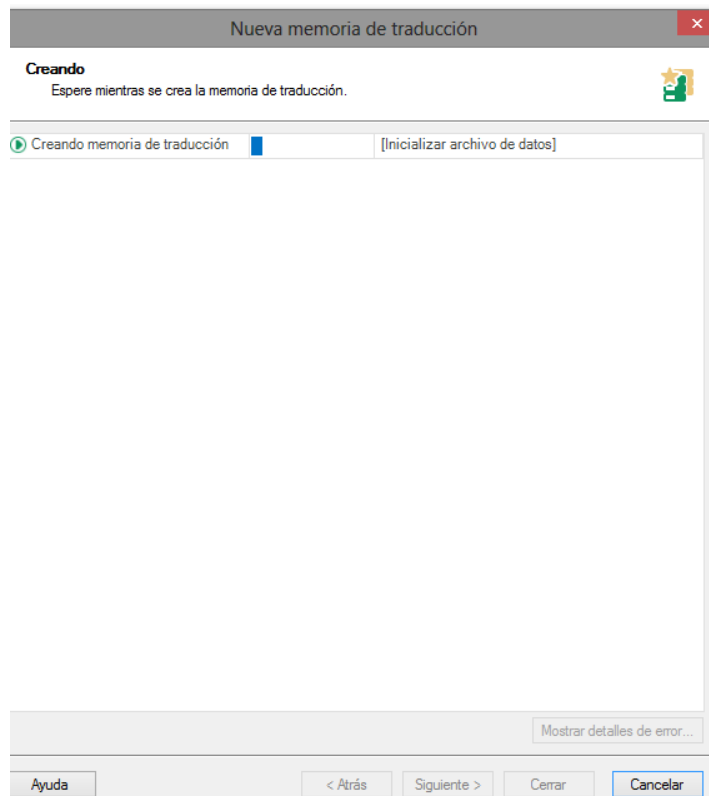 Nueva memoria de traducción
Creando
Espere mientras se crea la memoria de traducción.
Creando memoria de traducción [Inicializar archivo de datos]
Mostrar detalles de error...
Ayuda < Atrás Siguiente > Cerrar Cancelar